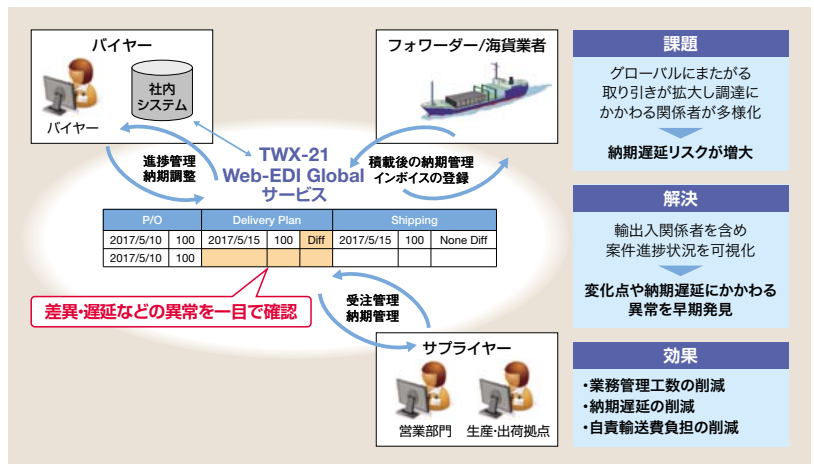 バイヤー
社内
システム
バイヤー
フォワーダー/海貨業者
進捗管理
納期調整
TWX-21
Web-EDI Global
サービス
積載後の納期管理
インボイスの登録
P/O Delivery Plan Shipping
2017/5/10 100 2017/5/15 100 Diff 2017/5/15 100 None Diff
2017/5/10 100
差異・遅延などの異常を一目で確認
受注管理
納期管理
サプライヤー
営業部門 生産・出荷拠点
課題
グローバルにまたがる
取り引きが拡大し調達に
かかわる関係者が多様化
納期遅延リスクが増大
解決
輸出入関係者を含め
案件進捗状況を可視化
変化点や納期遅延にかかわる
異常を早期発見
効果
・業務管理工数の削減
・納期遅延の削減
・自責輸送費負担の削減